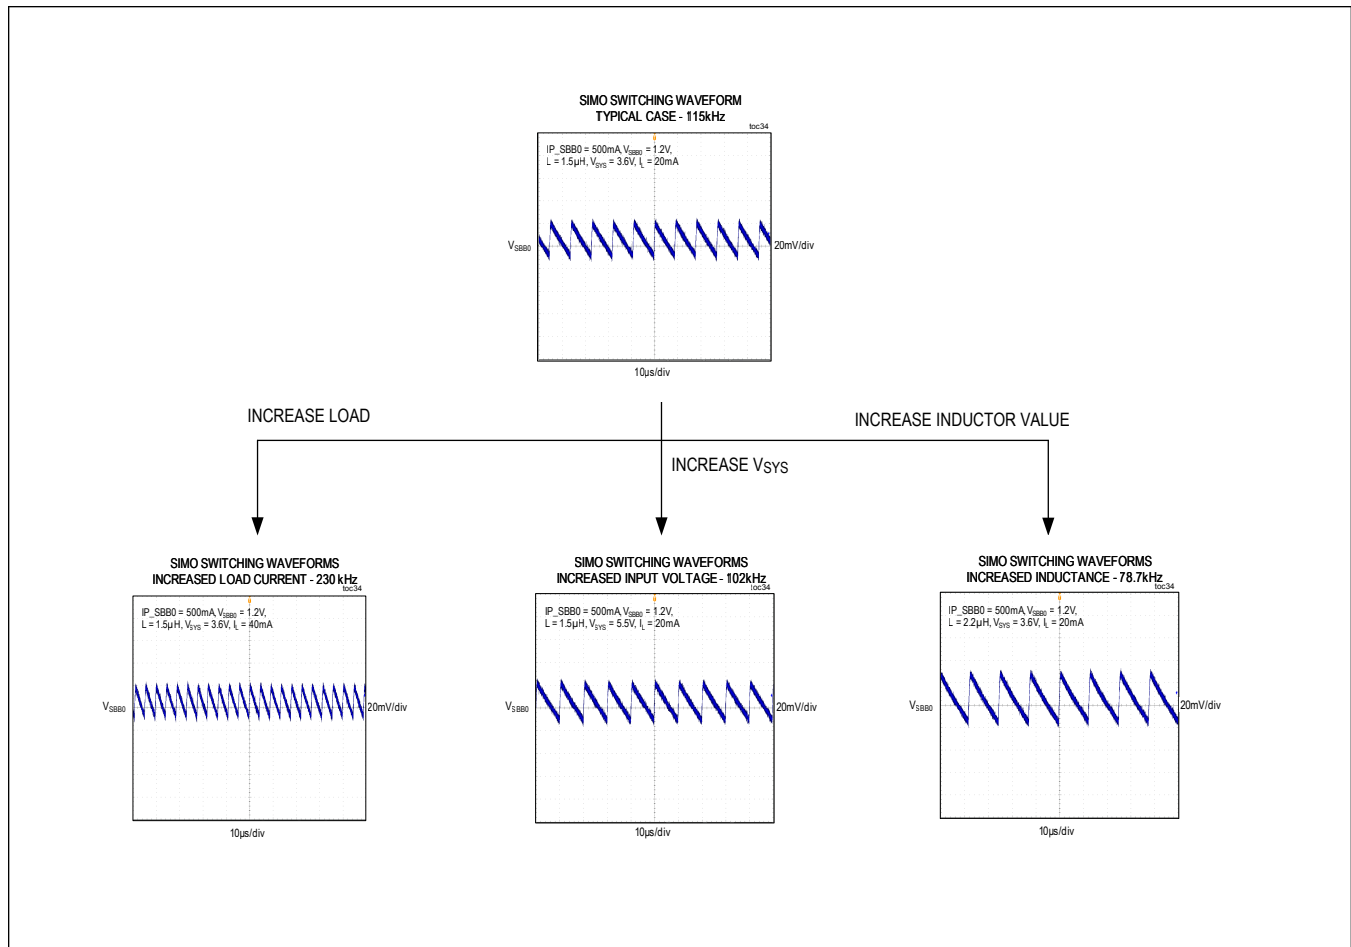 SIMO SWITCHING WAVEFORM
TYPICAL CASE - 115kHz
toc34
IP_SBB0 = 500mA, VSBB0 = 1.2V,
L = 1.5µH, VSYS = 3.6V, IL = 20mA
VSBB0
20mV/div
10µs/div
INCREASE LOAD
INCREASE VSYS
INCREASE INDUCTOR VALUE
SIMO SWITCHING WAVEFORMS
INCREASED LOAD CURRENT - 230 kHz
toc34
IP_SBB0 = 500mA, VSBB0 = 1.2V,
L = 1.5µH, VSYS = 3.6V, IL = 40mA
VSBB0
20mV/div
10µs/div
SIMO SWITCHING WAVEFORMS
INCREASED INPUT VOLTAGE - 102kHz
toc34
IP_SBB0 = 500mA, VSBB0 = 1.2V,
L = 1.5µH, VSYS = 5.5V, IL = 20mA
VSBB0
20mV/div
10µs/div
SIMO SWITCHING WAVEFORMS
INCREASED INDUCTANCE - 78.7kHz
toc34
IP_SBB0 = 500mA, VSBB0 = 1.2V,
L = 2.2µH, VSYS = 3.6V, IL = 20mA
VSBB0
20mV/div
10µs/div